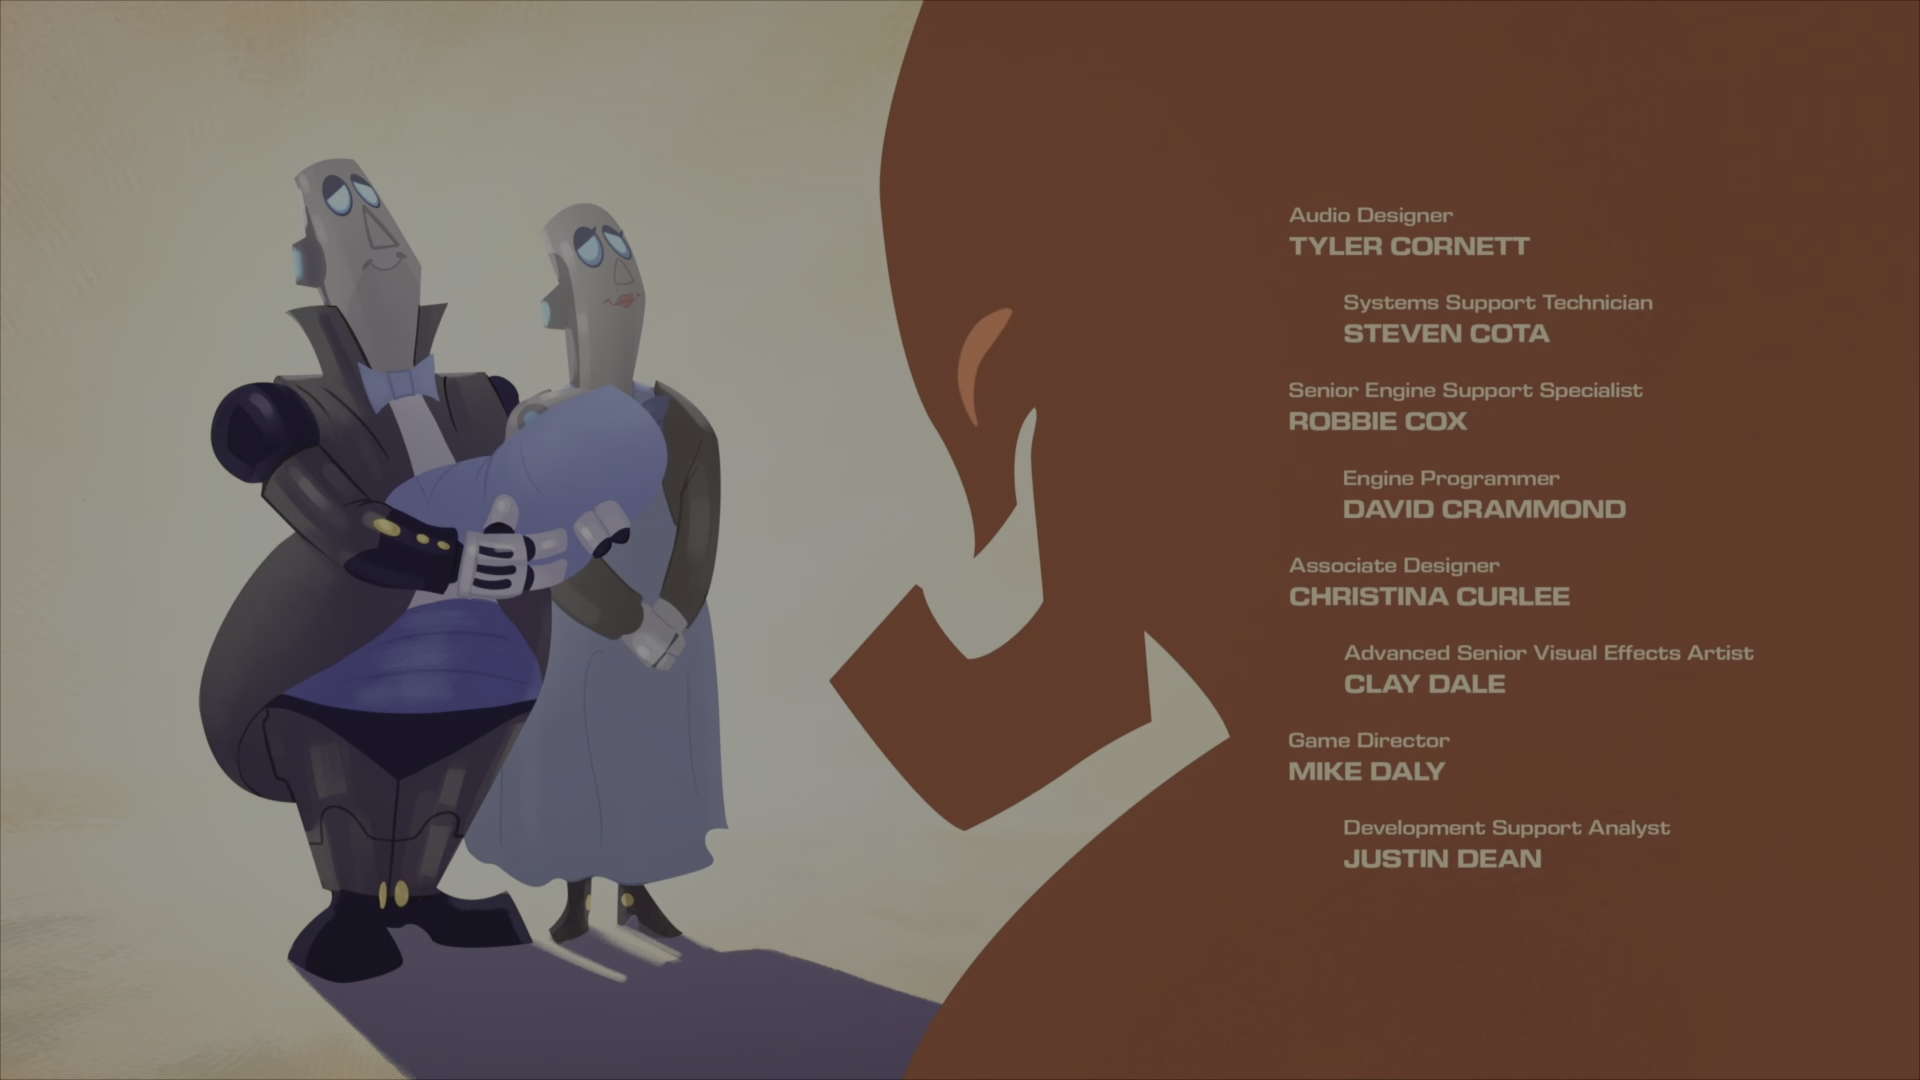 Audio Designer
TYLER CORNETT
Systems Support Technician
STEVEN COTA
Senior Engine Support Specialist
ROBBIE COX
Engine Programmer
DAVID CRAMMOND
Associate Designer
CHRISTINA CURLEE
Advanced Senior Visual Effects Artist
CLAY DALE
Game Director
MIKE DALY
Development Support Analyst
JUSTIN DEAN